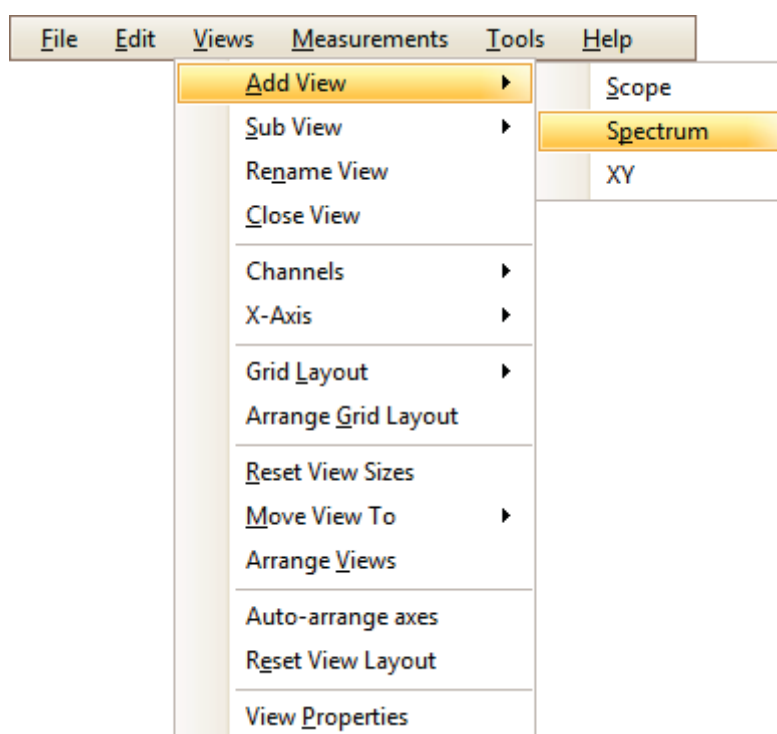 File Edit Views Measurements Tools Help
Add View
Sub View
Rename View
Close View
Channels
X-Axis
Grid Layout
Arrange Grid Layout
Reset View Sizes
Move View To
Arrange Views
Auto-arrange axes
Reset View Layout
View Properties
Scope
Spectrum
XY